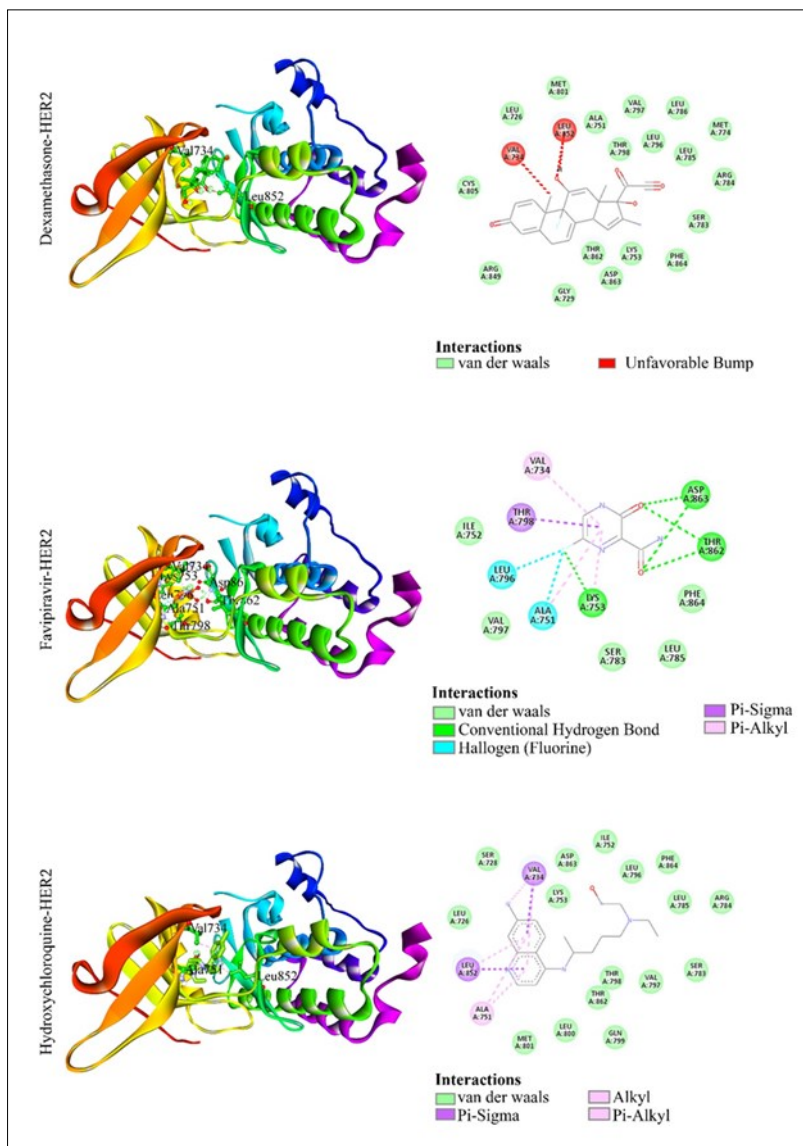 Dexamethasone-HER2
Val734
Leu852
MET
A:801
LEU
A:726
ALA
A:751
VAL
A:797
LEU
A:786
LEU
A:852
THR
A:798
LEU
A:796
MET
A:774
VAL
A:734
LEU
A:785
CYS
A:805
ARG
A:784
SER
A:783
THR
A:862
LYS
A:753
PHE
A:864
ARG
A:849
ASP
A:863
GLY
A:729
Interactions
van der waals
Unfavorable Bump
Favipiravir-HER2
Ala751
Thr798
VAL
A:734
ASP
A:863
THR
A:798
ILE
A:752
THR
A:862
LEU
A:796
LYS
A:753
ALA
A:751
PHE
A:864
VAL
A:797
SER
A:783
LEU
A:785
Interactions
van der waals
Conventional Hydrogen Bond
Hallogen (Fluorine)
Pi-Sigma
Pi-Alkyl
Hydroxychloroquine-HER2
Val734
Ala751
Leu852
ILE
A:752
SER
A:728
ASP
A:863
PHE
A:864
VAL
A:734
LEU
A:796
LYS
A:753
LEU
A:785
ARG
A:784
LEU
A:726
LEU
A:852
THR
A:798
VAL
A:797
SER
A:783
THR
A:862
ALA
A:751
LEU
A:800
GLN
A:799
MET
A:801
Interactions
van der waals
Pi-Sigma
Alkyl
Pi-Alkyl